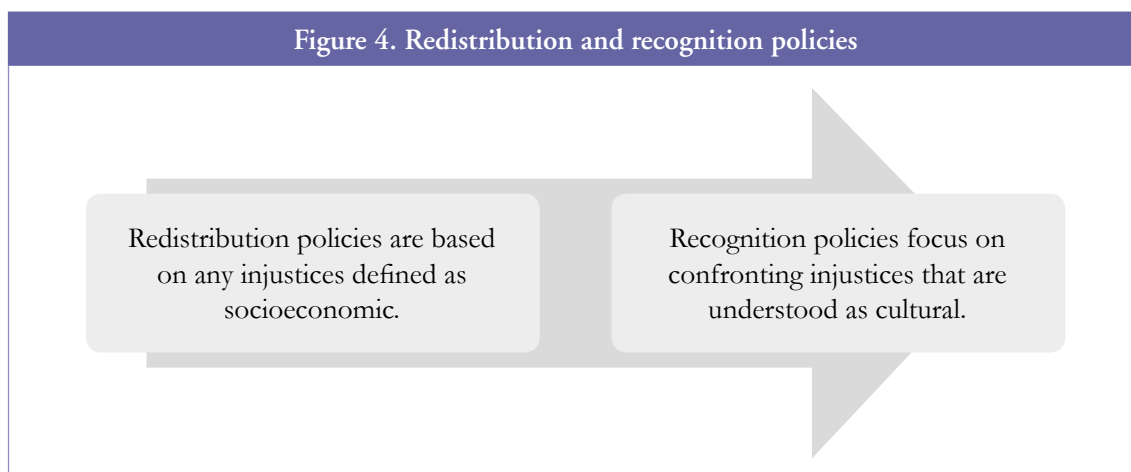 Figure 4. Redistribution and recognition policies
Redistribution policies are based
on any injustices defined as
socioeconomic.
Recognition policies focus on
confronting injustices that are
understood as cultural.